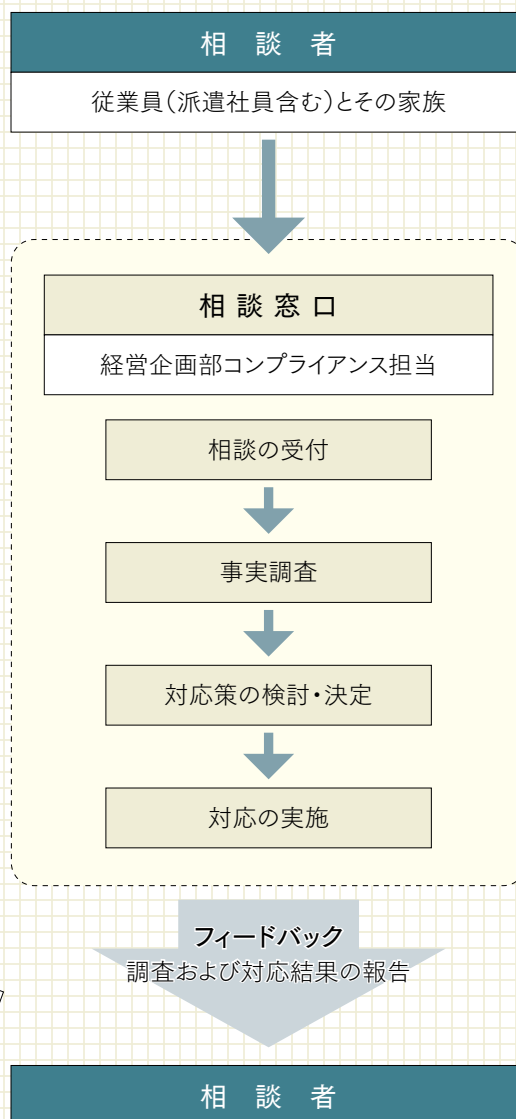 相談者
従業員(派遣社員含む)とその家族
相談窓口
経営企画部コンプライアンス担当
相談の受付
事実調査
対応策の検討・決定
対応の実施
フィードバック
調査および対応結果の報告
相談者